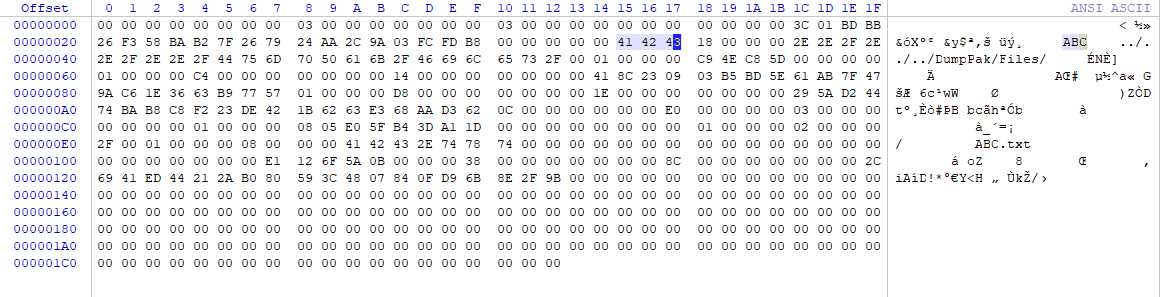 Offset 0 1 2 3 4 5 6 7 8 9 A B C D E F 10 11 12 13 14 15 16 17 18 19 1A 1B 1C 1D 1E 1F ANSI ASCII
00000000 00 00 00 00 00 00 00 00 03 00 00 00 00 00 00 00 03 00 00 00 00 00 00 00 00 00 00 00 3C 01 BD BB < ½»
00000020 26 F3 58 BA B2 7F 26 79 24 AA 2C 9A 03 FC FD B8 00 00 00 00 00 41 42 43 18 00 00 00 2E 2E 2F 2E &óXº² &y$ª,š üý¸ ABC ../.
00000040 2E 2F 2E 2E 2F 44 75 6D 70 50 61 6B 2F 46 69 6C 65 73 2F 00 01 00 00 00 C9 4E C8 5D 00 00 00 00 ./../DumpPak/Files/ ÉNÈ]
00000060 01 00 00 00 C4 00 00 00 00 00 00 00 14 00 00 00 00 00 00 00 41 8C 23 09 03 B5 BD 5E 61 AB 7F 47 Ä AŒ# µ½^a« G
00000080 9A C6 1E 36 63 B9 77 57 01 00 00 00 D8 00 00 00 00 00 00 00 1E 00 00 00 00 00 00 00 29 5A D2 44 šÆ 6c¹wW Ø )ZÒD
000000A0 74 BA B8 C8 F2 23 DE 42 1B 62 63 E3 68 AA D3 62 0C 00 00 00 00 00 00 E0 00 00 00 00 03 00 00 00 tº¸Èò#ÞB bcãhªÓb à
000000C0 00 00 00 00 01 00 00 00 08 05 E0 5F B4 3D A1 1D 00 00 00 00 00 00 00 00 01 00 00 00 02 00 00 00 à_´=¡
000000E0 2F 00 01 00 00 00 08 00 00 00 41 42 43 2E 74 78 74 00 00 00 00 00 00 00 00 00 00 00 00 00 00 00 / ABC.txt
00000100 00 00 00 00 00 00 00 E1 12 6F 5A 0B 00 00 00 38 00 00 00 00 00 00 00 8C 00 00 00 00 00 00 00 2C á oZ 8 Œ ,
00000120 69 41 ED 44 21 2A B0 80 59 3C 48 07 84 0F D9 6B 8E 2F 9B 00 00 00 00 00 00 00 00 00 00 00 00 00 iAíD!*°€Y<H „ ÙkŽ/›
00000140 00 00 00 00 00 00 00 00 00 00 00 00 00 00 00 00 00 00 00 00 00 00 00 00 00 00 00 00 00 00 00 00
00000160 00 00 00 00 00 00 00 00 00 00 00 00 00 00 00 00 00 00 00 00 00 00 00 00 00 00 00 00 00 00 00 00
00000180 00 00 00 00 00 00 00 00 00 00 00 00 00 00 00 00 00 00 00 00 00 00 00 00 00 00 00 00 00 00 00 00
000001A0 00 00 00 00 00 00 00 00 00 00 00 00 00 00 00 00 00 00 00 00 00 00 00 00 00 00 00 00 00 00 00 00
000001C0 00 00 00 00 00 00 00 00 00 00 00 00 00 00 00 00 00 00 00